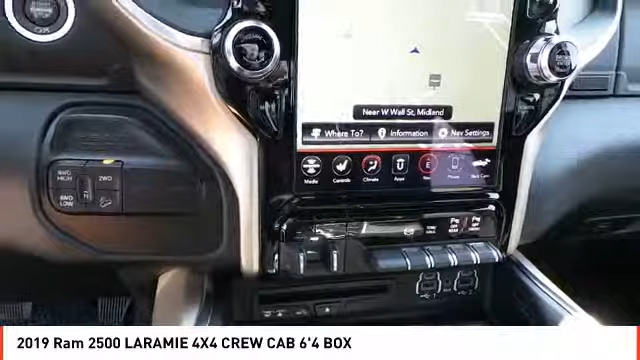 Near W Wall St, Midland
Where To?
Information
Nav Settings
Media
Controls
Climate
Apps
Nav
Phone
4WD HIGH
2WD
N
4WD LOW
2019 Ram 2500 LARAMIE 4X4 CREW CAB 6'4 BOX